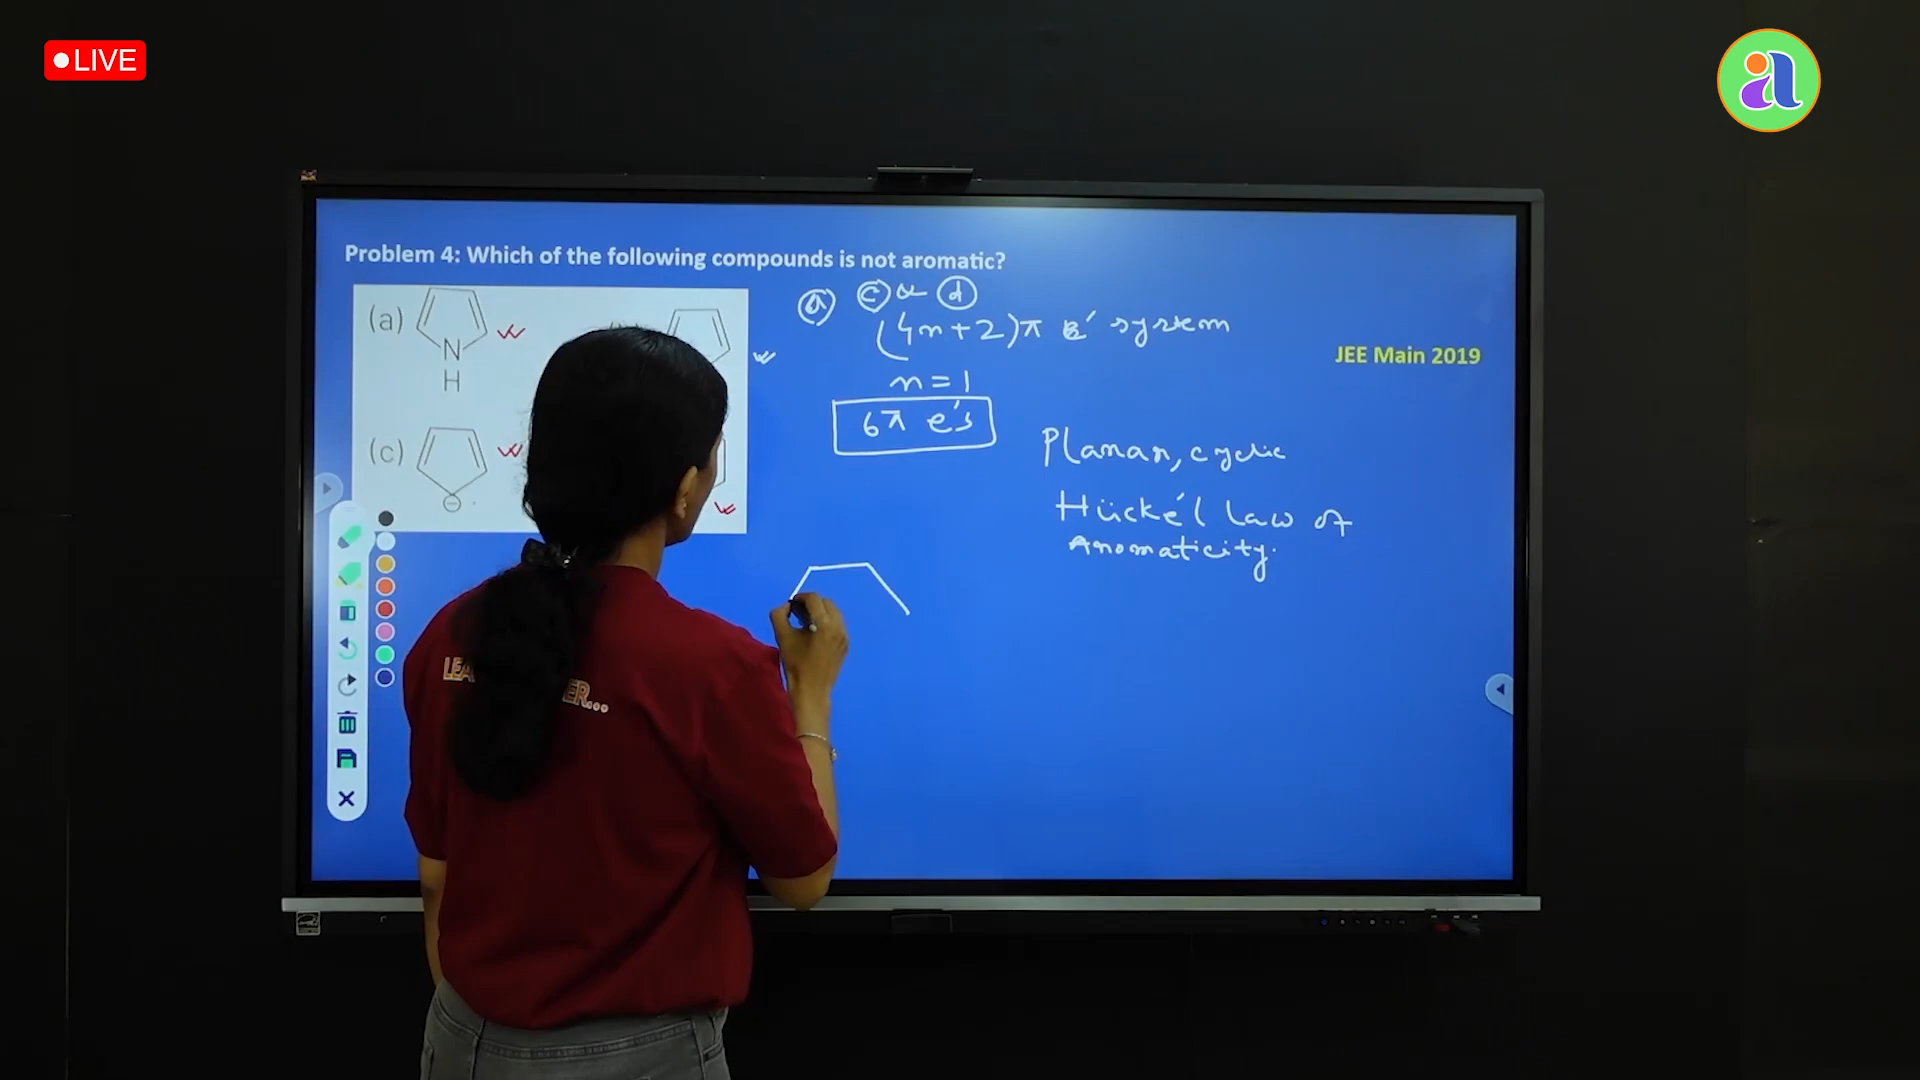 LIVE
a
Problem 4: Which of the following compounds is not aromatic?
(a)
N
H
(c)
⊖
a c & d
(4n+2)π e⁻ system
n = 1
6π e's
JEE Main 2019
Planar, cyclic
Hückel law of
Aromaticity.